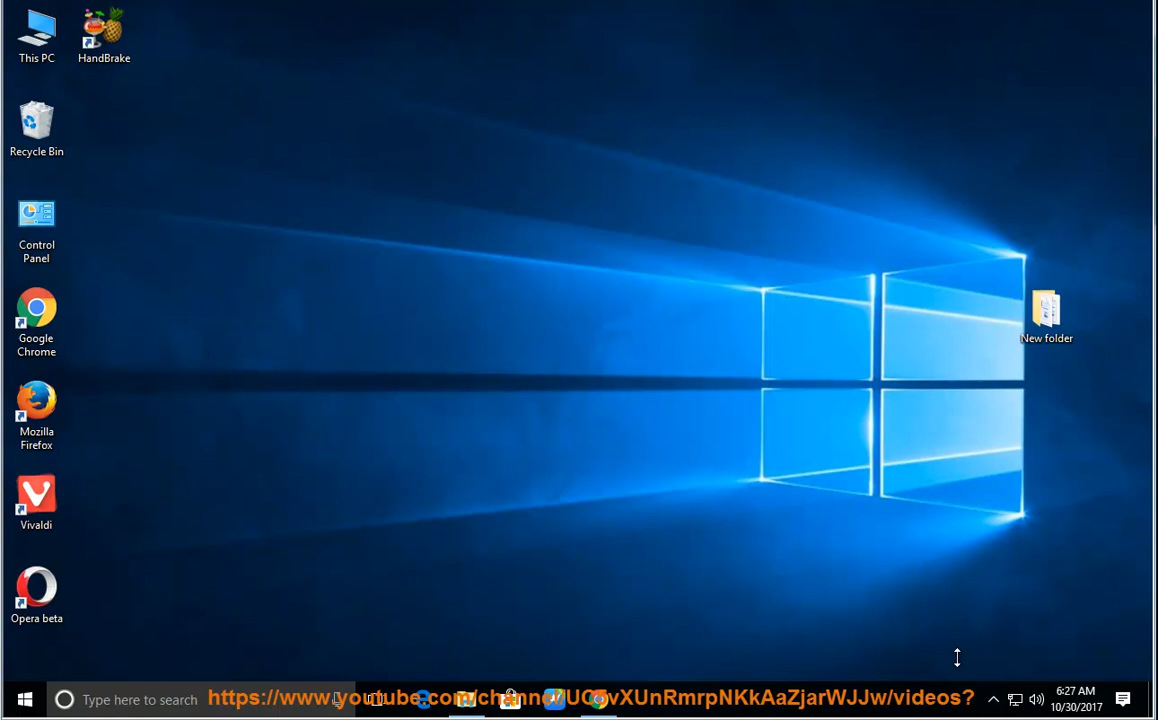 This PC
HandBrake
Recycle Bin
Control
Panel
Google
Chrome
New folder
Mozilla
Firefox
Vivaldi
Opera beta
Type here to search
https://www.youtube.com/channel/UC5vXUnRmrpNKkAaZjarWJJw/videos?
6:27 AM
10/30/2017